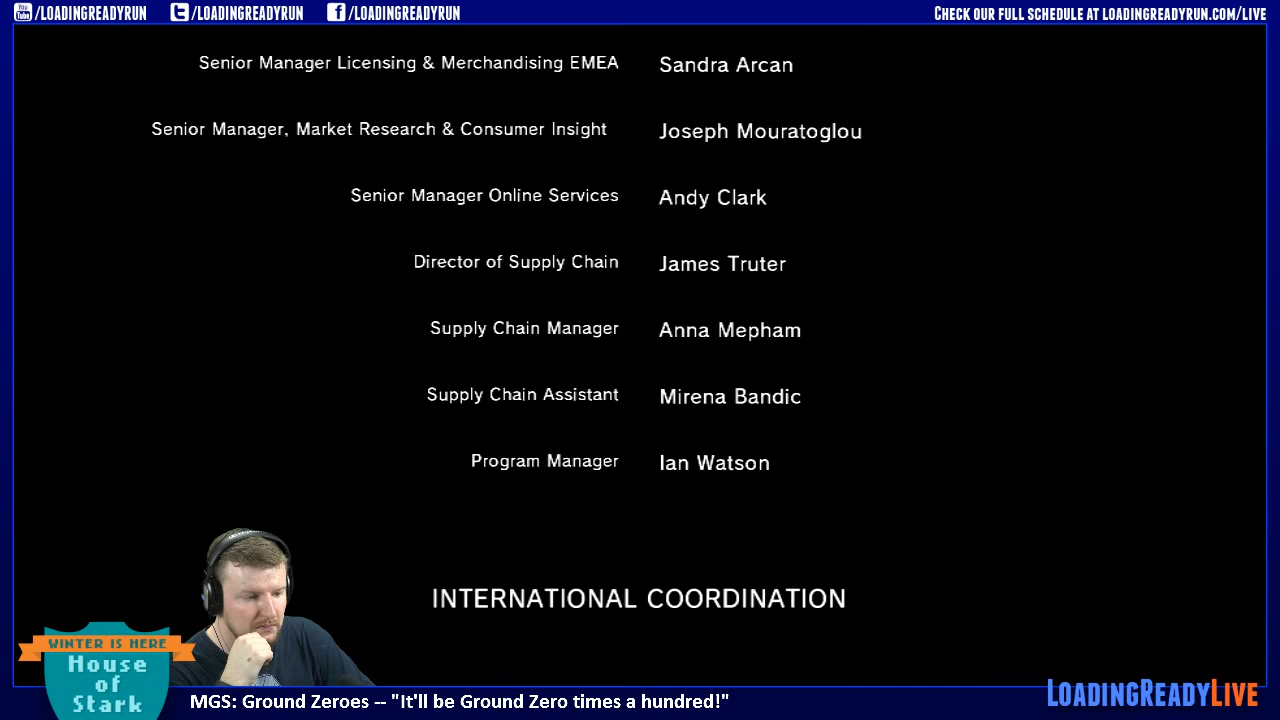 You Tube /LOADINGREADYRUN /LOADINGREADYRUN f /LOADINGREADYRUN CHECK OUR FULL SCHEDULE AT LOADINGREADYRUN.COM/LIVE
Senior Manager Licensing & Merchandising EMEA Sandra Arcan
Senior Manager, Market Research & Consumer Insight Joseph Mouratoglou
Senior Manager Online Services Andy Clark
Director of Supply Chain James Truter
Supply Chain Manager Anna Mepham
Supply Chain Assistant Mirena Bandic
Program Manager Ian Watson
INTERNATIONAL COORDINATION
WINTER IS HERE
House
of
Stark
MGS: Ground Zeroes -- "It'll be Ground Zero times a hundred!"
LOADINGREADYLIVE